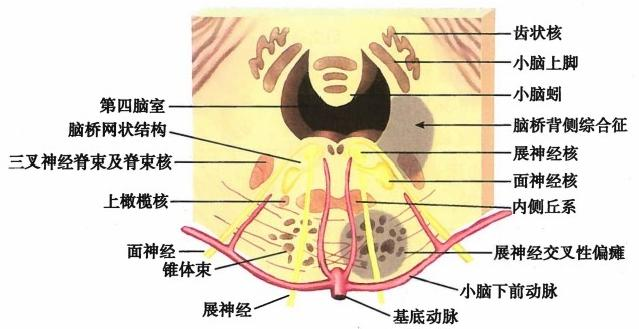 齿状核
小脑上脚
小脑蚓
第四脑室
脑桥背侧综合征
脑桥网状结构
展神经核
三叉神经脊束及脊束核
面神经核
上橄榄核
内侧丘系
面神经
展神经交叉性偏瘫
锥体束
小脑下前动脉
展神经
基底动脉